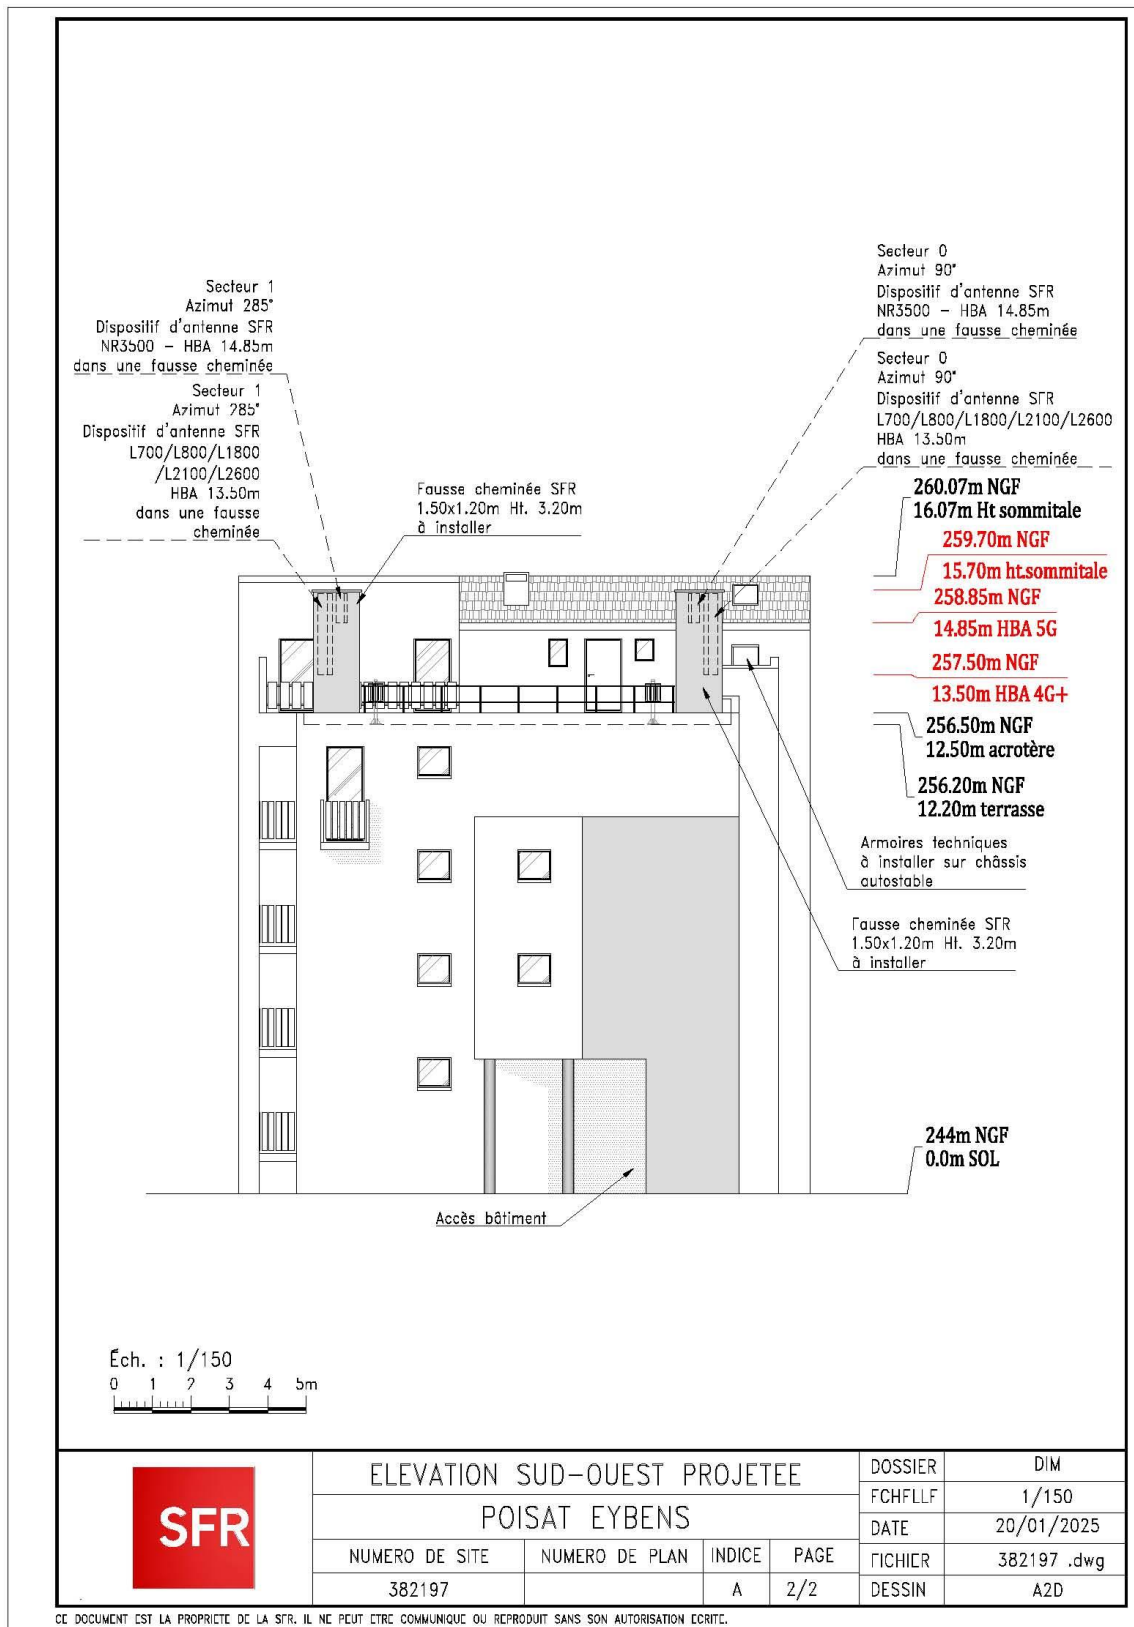 Secteur 0
Azimut 90°
Dispositif d'antenne SFR
NR3500 – HBA 14.85m
dans une fausse cheminée
Secteur 1
Azimut 285°
Dispositif d'antenne SFR
NR3500 – HBA 14.85m
dans une fausse cheminée
Secteur 0
Azimut 90°
Dispositif d'antenne SFR
L700/L800/L1800/L2100/L2600
HBA 13.50m
dans une fausse cheminée
Secteur 1
Azimut 285°
Dispositif d'antenne SFR
L700/L800/L1800
/L2100/L2600
HBA 13.50m
dans une fausse
cheminée
Fausse cheminée SFR
1.50x1.20m Ht. 3.20m
à installer
260.07m NGF
16.07m Ht sommitale
259.70m NGF
15.70m ht.sommitale
258.85m NGF
14.85m HBA 5G
257.50m NGF
13.50m HBA 4G+
256.50m NGF
12.50m acrotère
256.20m NGF
12.20m terrasse
Armoires techniques
à installer sur châssis
autostable
Fausse cheminée SFR
1.50x1.20m Ht. 3.20m
à installer
244m NGF
0.0m SOL
Accès bâtiment
Éch. : 1/150
0 1 2 3 4 5m
SFR
ELEVATION SUD–OUEST PROJETEE
POISAT EYBENS
NUMERO DE SITE NUMERO DE PLAN INDICE PAGE
382197 A 2/2
DOSSIER DIM
ECHELLE 1/150
DATE 20/01/2025
FICHIER 382197 .dwg
DESSIN A2D
CE DOCUMENT EST LA PROPRIETE DE LA SFR. IL NE PEUT ETRE COMMUNIQUE OU REPRODUIT SANS SON AUTORISATION ECRITE.